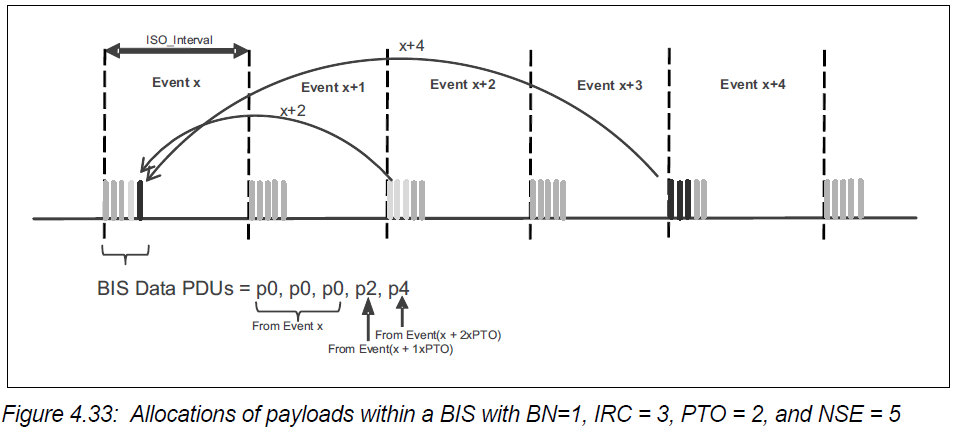 ISO_Interval
x+4
Event x
Event x+1
Event x+2
Event x+3
Event x+4
x+2
BIS Data PDUs = p0, p0, p0, p2, p4
From Event x
From Event(x + 2xPTO)
From Event(x + 1xPTO)
Figure 4.33: Allocations of payloads within a BIS with BN=1, IRC = 3, PTO = 2, and NSE = 5